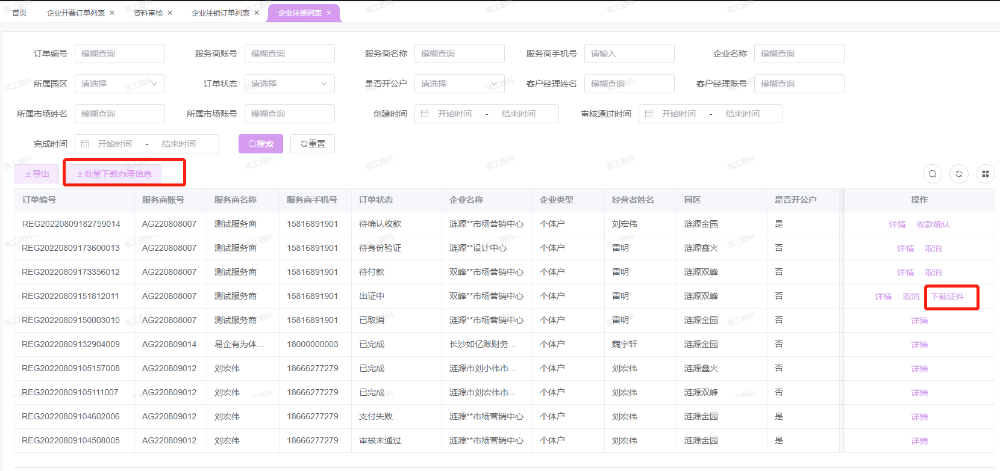 首页 企业开票订单列表 × 资料审核 × 企业注销订单列表 × 企业注册列表 ×
订单编号 模糊查询 服务商账号 模糊查询 服务商名称 模糊查询 服务商手机号 请输入 企业名称 模糊查询
所属园区 请选择 订单状态 请选择 是否开公户 请选择 客户经理姓名 模糊查询 客户经理账号 模糊查询
所属市场姓名 模糊查询 所属市场账号 模糊查询 创建时间 开始时间 - 结束时间 审核通过时间 开始时间 - 结束时间
完成时间 开始时间 - 结束时间 搜索 重置
导出 批量下载办理信息
订单编号 服务商账号 服务商名称 服务商手机号 订单状态 企业名称 企业类型 经营者姓名 园区 是否开公户 操作
REG20220809182759014 AG220808007 测试服务商 15816891901 待确认收款 涟源**市场营销中心 个体户 刘宏伟 涟源金园 是 详情 收款确认
REG20220809173600013 AG220808007 测试服务商 15816891901 待身份验证 涟源**设计中心 个体户 雷明 涟源鑫火 否 详情 取消
REG20220809173356012 AG220808007 测试服务商 15816891901 待付款 双峰**市场营销中心 个体户 雷明 涟源双峰 否 详情 取消
REG20220809151812011 AG220808007 测试服务商 15816891901 出证中 双峰**市场营销中心 个体户 雷明 涟源双峰 否 详情 取消 下载证件
REG20220809150003010 AG220808007 测试服务商 15816891901 已取消 涟源**市场营销中心 个体户 雷明 涟源金园 否 详情
REG20220809132904009 AG220809014 易企有为体... 18000000003 已完成 长沙如亿账财务... 个体户 魏宇轩 涟源金园 否 详情
REG20220809105157008 AG220809012 刘宏伟 18666277279 已完成 涟源市刘小伟市... 个体户 刘宏伟 涟源鑫火 否 详情
REG20220809105111007 AG220809012 刘宏伟 18666277279 已完成 涟源市刘宏伟市... 个体户 刘宏伟 涟源双峰 否 详情
REG20220809104602006 AG220809012 刘宏伟 18666277279 支付失败 涟源**市场营销中心 个体户 刘宏伟 涟源金园 是 详情
REG20220809104508005 AG220809012 刘宏伟 18666277279 审核未通过 涟源**市场营销中心 个体户 刘宏伟 涟源金园 是 详情